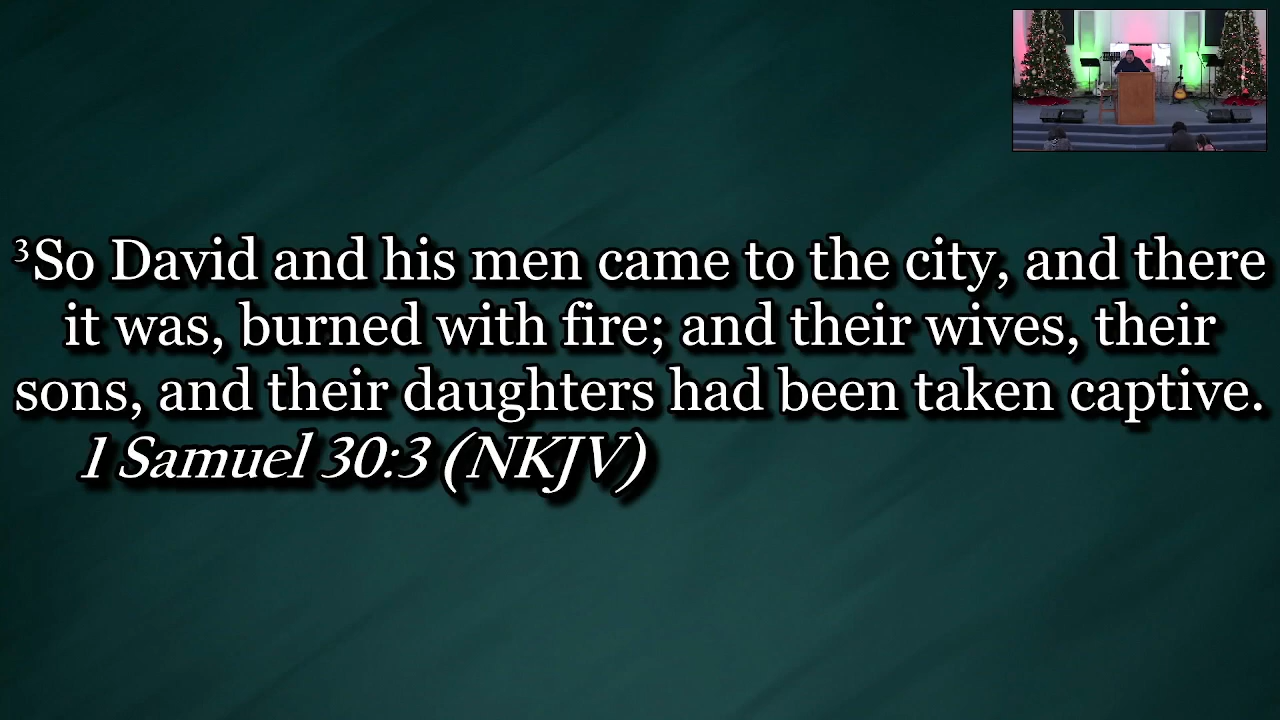 ³So David and his men came to the city, and there
it was, burned with fire; and their wives, their
sons, and their daughters had been taken captive.
1 Samuel 30:3 (NKJV)